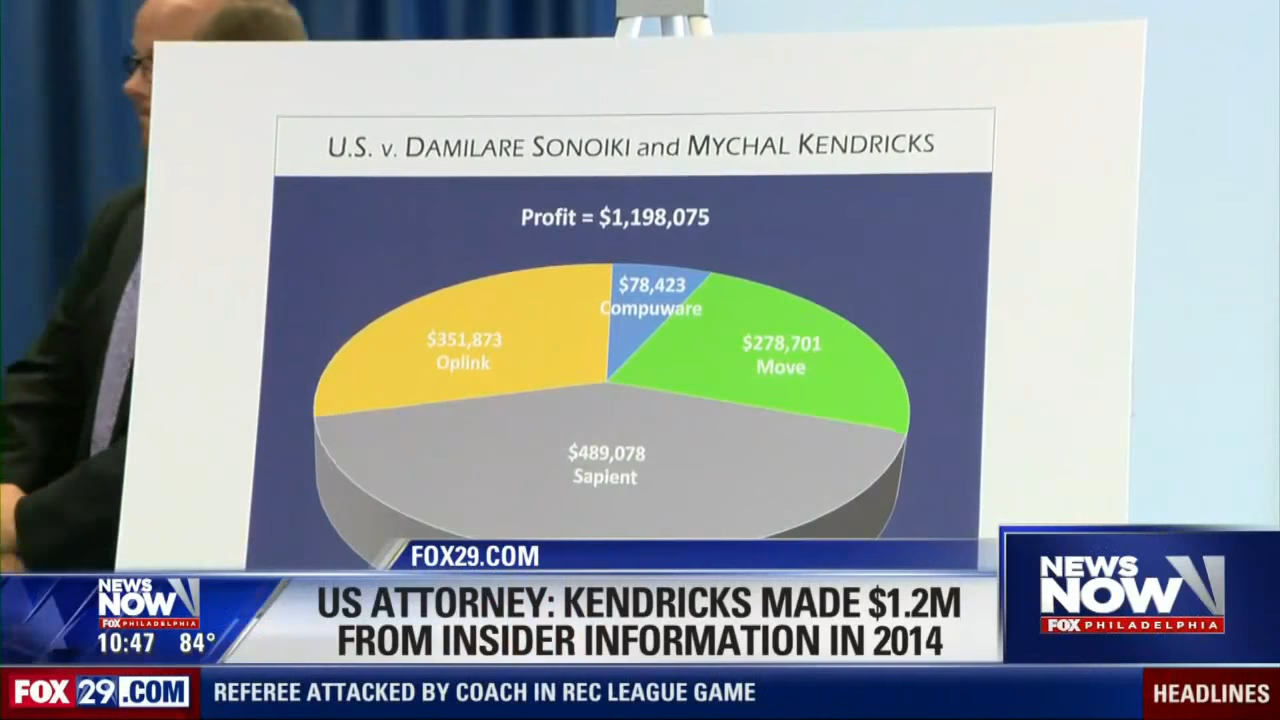 U.S. v. DAMILARE SONOIKI and MYCHAL KENDRICKS
Profit = $1,198,075
$78,423
Compuware
$351,873
Oplink
$278,701
Move
$489,078
Sapient
FOX29.COM
US ATTORNEY: KENDRICKS MADE $1.2M
FROM INSIDER INFORMATION IN 2014
NEWS
NOW
FOX PHILADELPHIA
10:47 84°
NEWS
NOW
FOX PHILADELPHIA
FOX 29.COM
REFEREE ATTACKED BY COACH IN REC LEAGUE GAME
HEADLINES